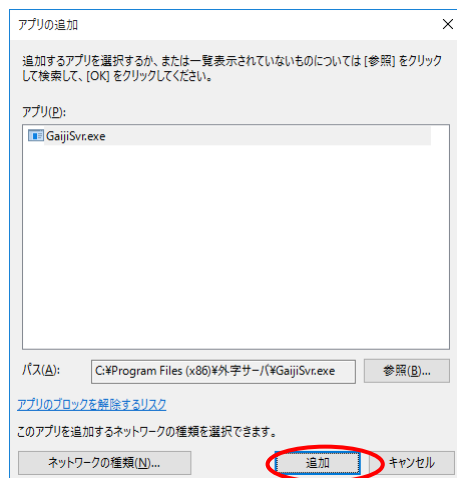 アプリの追加
追加するアプリを選択するか、または一覧表示されていないものについては [参照] をクリック
して検索して、[OK] をクリックしてください。
アプリ(P):
GaijiSvr.exe
パス(A):
C:¥Program Files (x86)¥外字サーバ¥GaijiSvr.exe
参照(B)...
アプリのブロックを解除するリスク
このアプリを追加するネットワークの種類を選択できます。
ネットワークの種類(N)...
追加
キャンセル